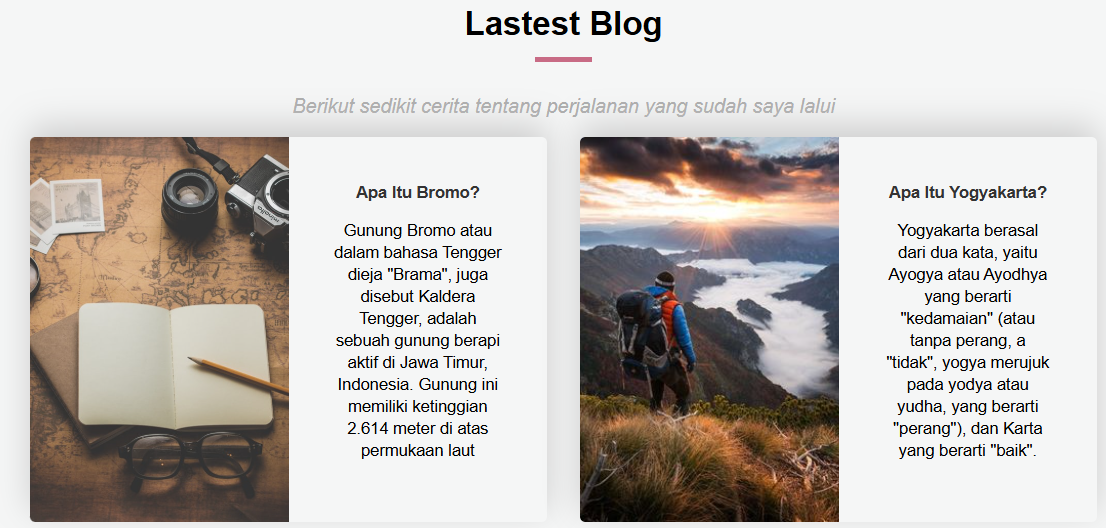 Lastest Blog
Berikut sedikit cerita tentang perjalanan yang sudah saya lalui
Apa Itu Bromo?
Gunung Bromo atau
dalam bahasa Tengger
dieja "Brama", juga
disebut Kaldera
Tengger, adalah
sebuah gunung berapi
aktif di Jawa Timur,
Indonesia. Gunung ini
memiliki ketinggian
2.614 meter di atas
permukaan laut
Apa Itu Yogyakarta?
Yogyakarta berasal
dari dua kata, yaitu
Ayogya atau Ayodhya
yang berarti
"kedamaian" (atau
tanpa perang, a
"tidak", yogya merujuk
pada yodya atau
yudha, yang berarti
"perang"), dan Karta
yang berarti "baik".
minolta